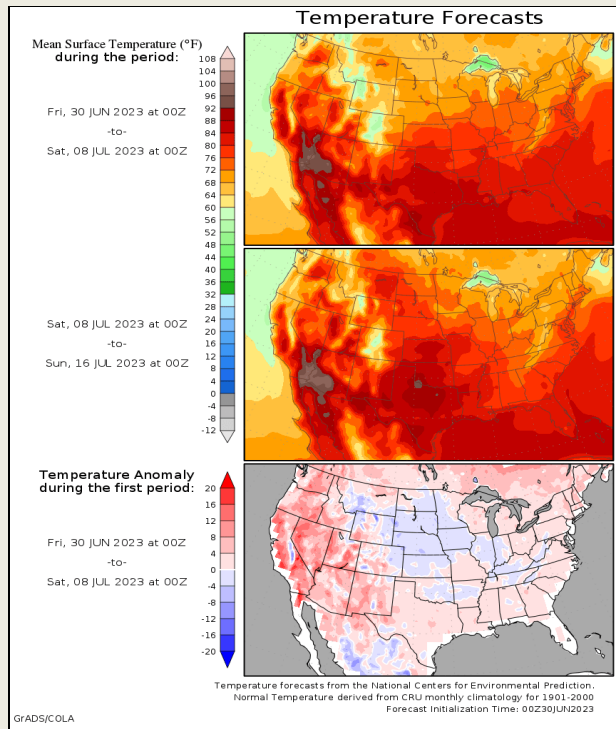 Temperature Forecasts
Mean Surface Temperature (°F)
during the period:
Fri, 30 JUN 2023 at 00Z
-to-
Sat, 08 JUL 2023 at 00Z
108
104
100
96
92
88
84
80
76
72
68
64
60
56
52
48
44
40
36
32
30
28
24
20
16
12
8
4
0
-4
-8
-12
Sat, 08 JUL 2023 at 00Z
-to-
Sun, 16 JUL 2023 at 00Z
Temperature Anomaly
during the first period:
Fri, 30 JUN 2023 at 00Z
-to-
Sat, 08 JUL 2023 at 00Z
20
16
12
8
4
0
-4
-8
-12
-16
-20
Temperature forecasts from the National Centers for Environmental Prediction.
Normal Temperature derived from CRU monthly climatology for 1901-2000
Forecast Initialization Time: 00Z30JUN2023
GrADS/COLA